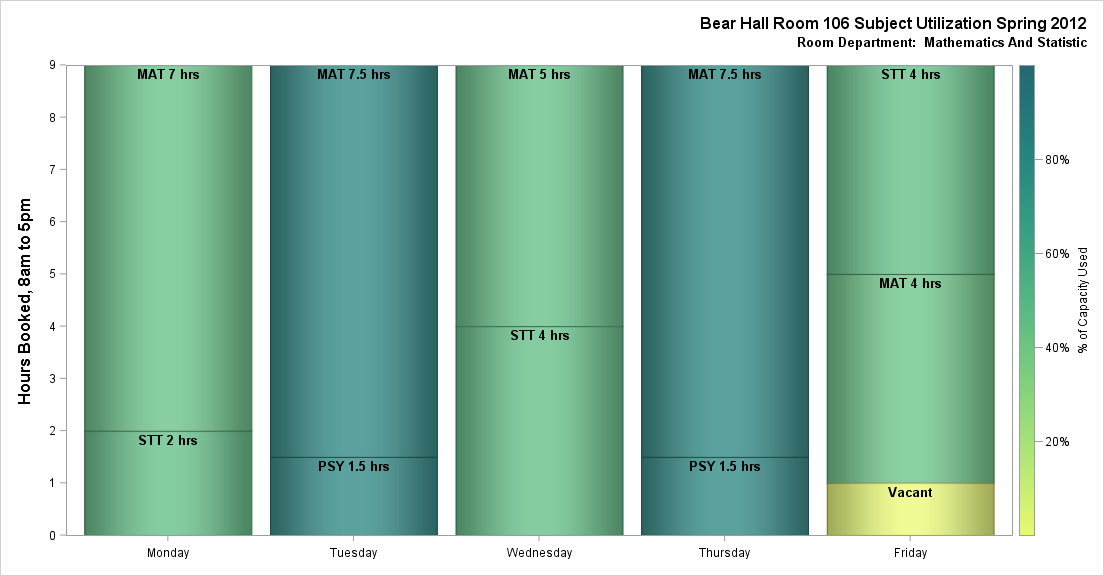 Bear Hall Room 106 Subject Utilization Spring 2012
Room Department: Mathematics And Statistic
Hours Booked, 8am to 5pm
9
8
7
6
5
4
3
2
1
0
MAT 7 hrs
STT 2 hrs
MAT 7.5 hrs
PSY 1.5 hrs
MAT 5 hrs
STT 4 hrs
MAT 7.5 hrs
PSY 1.5 hrs
STT 4 hrs
MAT 4 hrs
Vacant
Monday
Tuesday
Wednesday
Thursday
Friday
80%
60%
40%
20%
% of Capacity Used